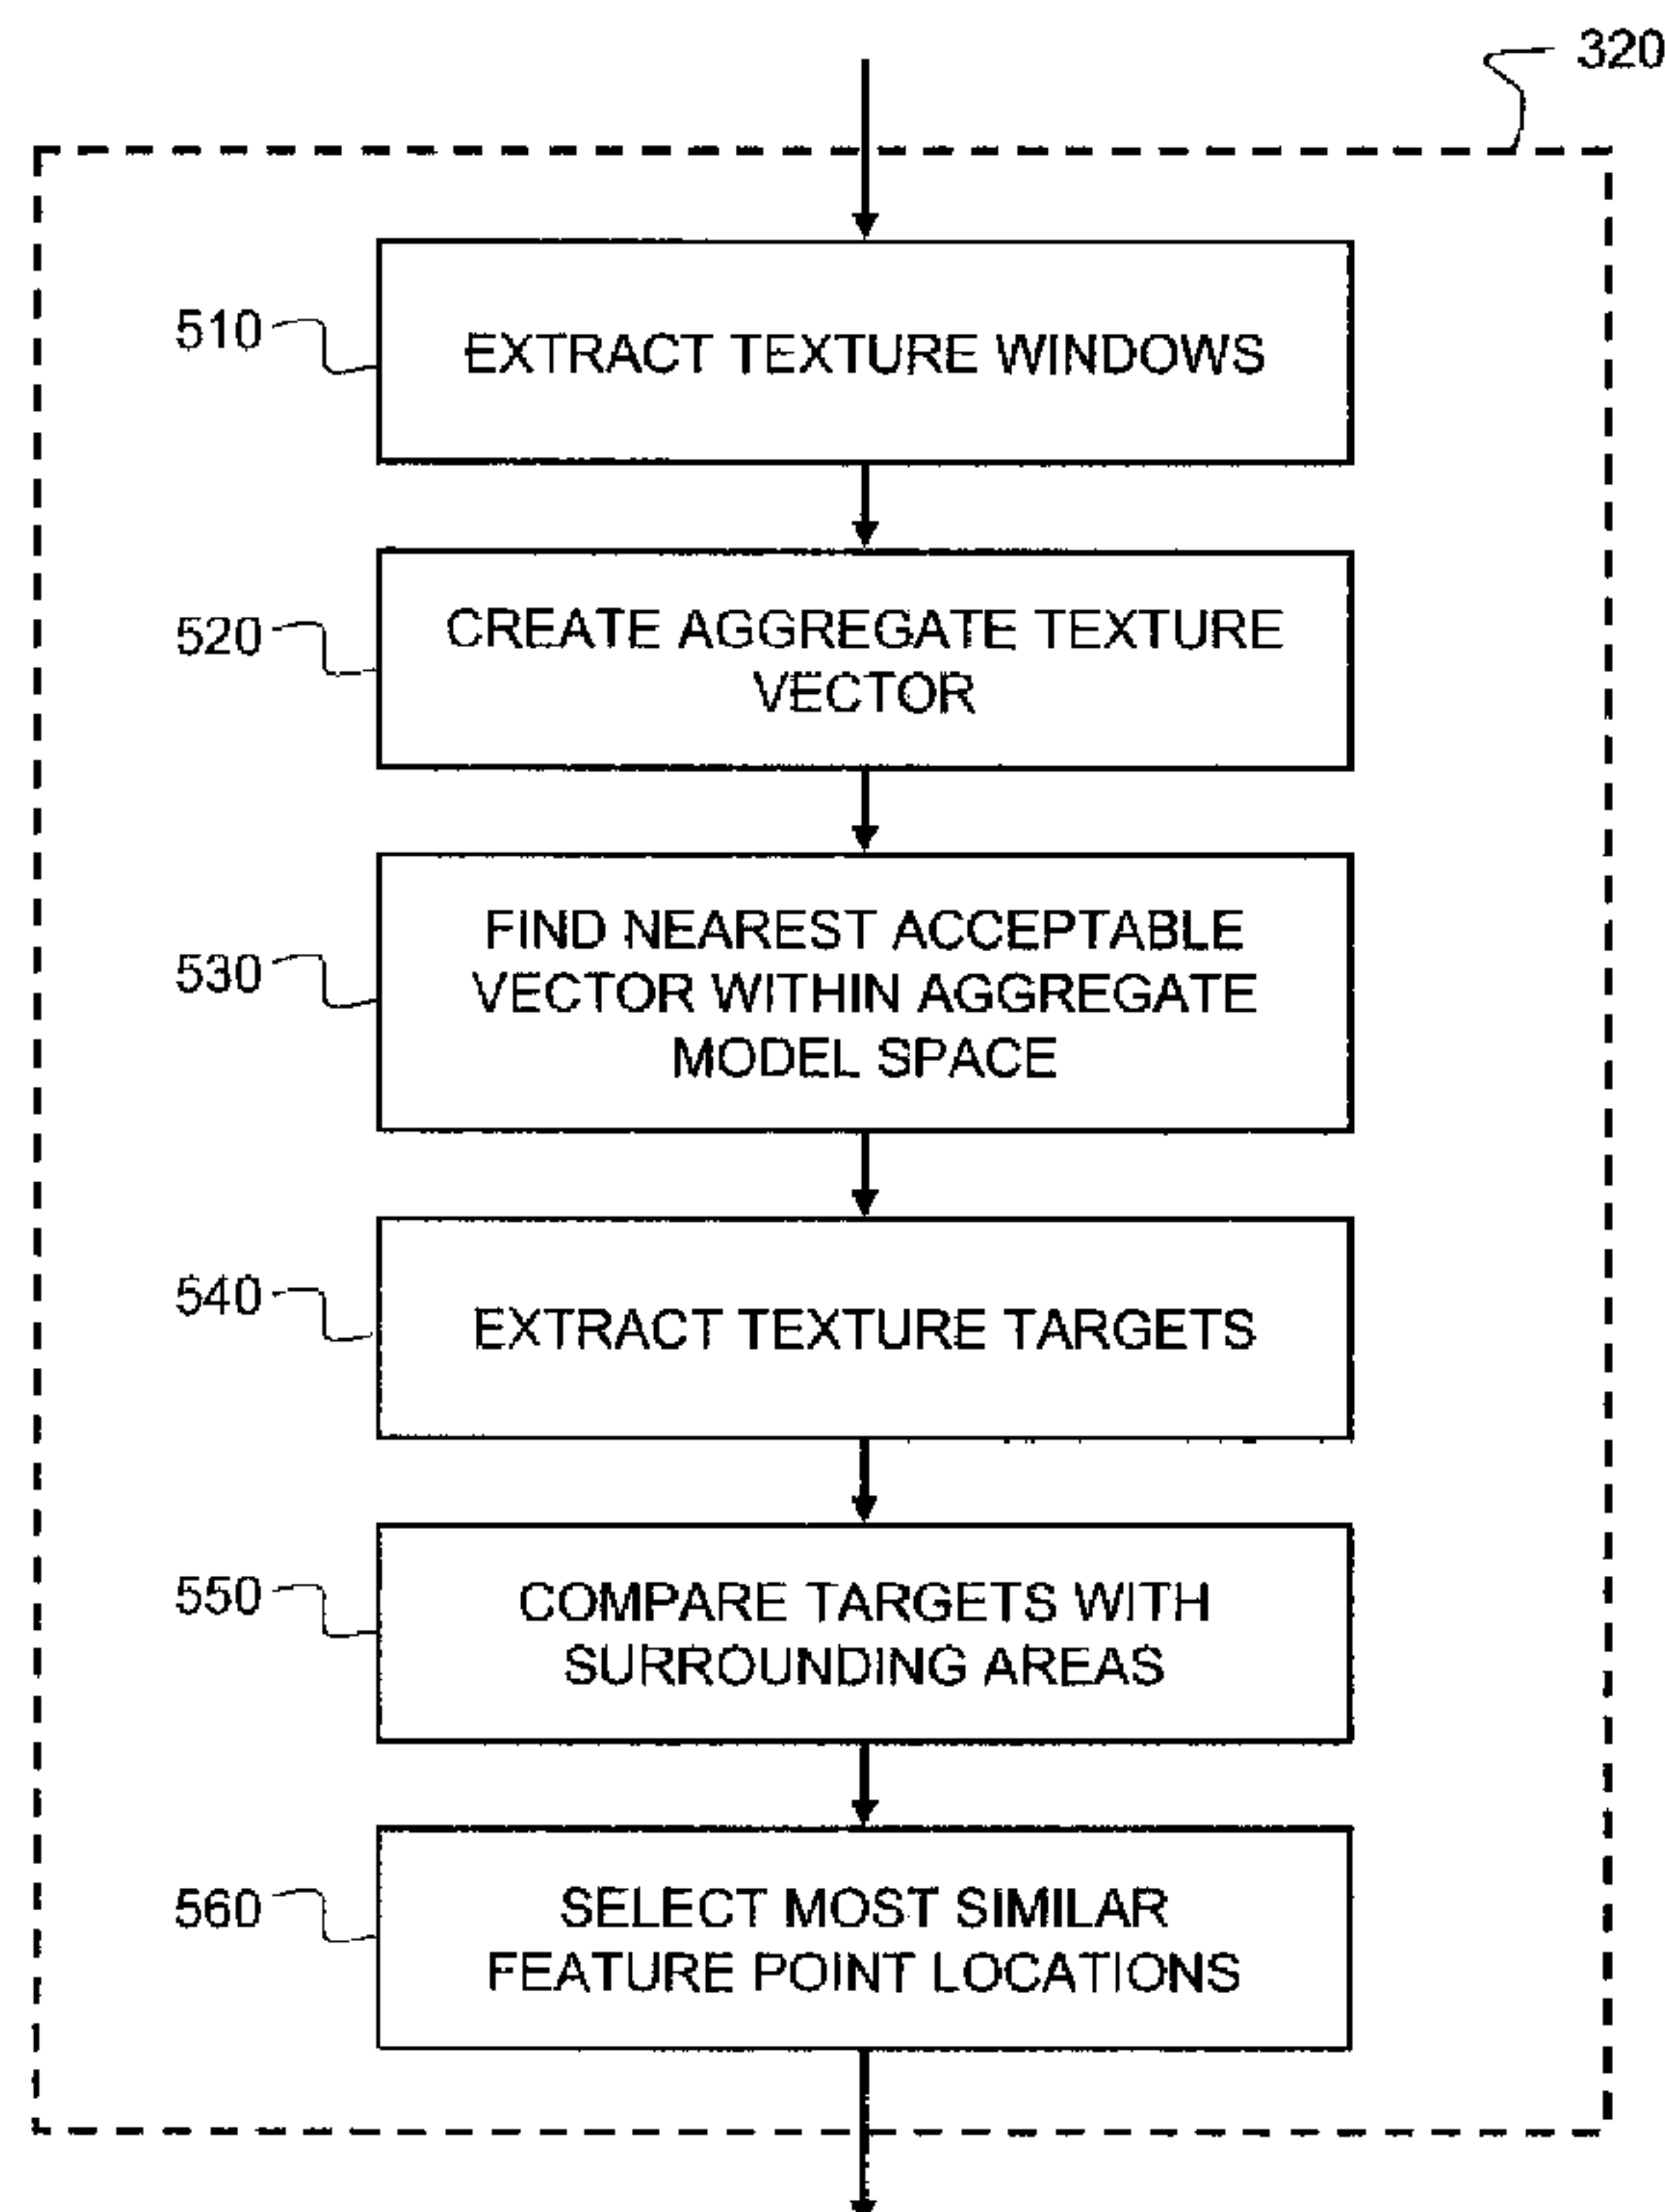 320
510
EXTRACT TEXTURE WINDOWS
520
CREATE AGGREGATE TEXTURE
VECTOR
530
FIND NEAREST ACCEPTABLE
VECTOR WITHIN AGGREGATE
MODEL SPACE
540
EXTRACT TEXTURE TARGETS
550
COMPARE TARGETS WITH
SURROUNDING AREAS
560
SELECT MOST SIMILAR
FEATURE POINT LOCATIONS